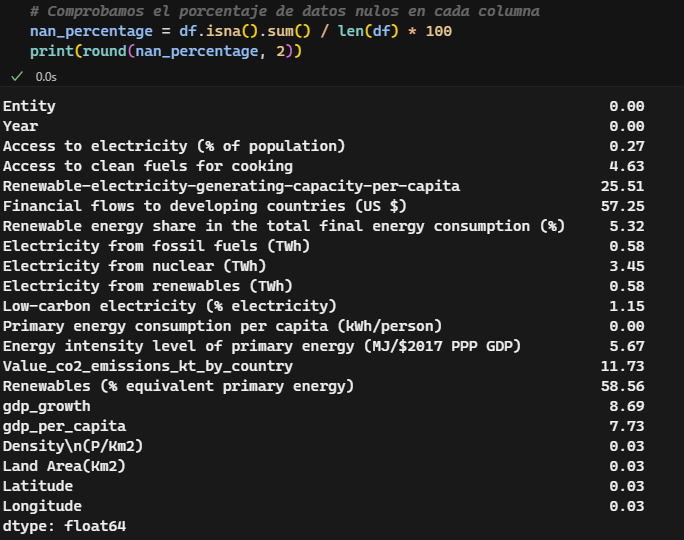 # Comprobamos el porcentaje de datos nulos en cada columna
nan_percentage = df.isna().sum() / len(df) * 100
print(round(nan_percentage, 2))
0.0s
Entity 0.00
Year 0.00
Access to electricity (% of population) 0.27
Access to clean fuels for cooking 4.63
Renewable-electricity-generating-capacity-per-capita 25.51
Financial flows to developing countries (US $) 57.25
Renewable energy share in the total final energy consumption (%) 5.32
Electricity from fossil fuels (TWh) 0.58
Electricity from nuclear (TWh) 3.45
Electricity from renewables (TWh) 0.58
Low-carbon electricity (% electricity) 1.15
Primary energy consumption per capita (kWh/person) 0.00
Energy intensity level of primary energy (MJ/$2017 PPP GDP) 5.67
Value_co2_emissions_kt_by_country 11.73
Renewables (% equivalent primary energy) 58.56
gdp_growth 8.69
gdp_per_capita 7.73
Density\n(P/Km2) 0.03
Land Area(Km2) 0.03
Latitude 0.03
Longitude 0.03
dtype: float64